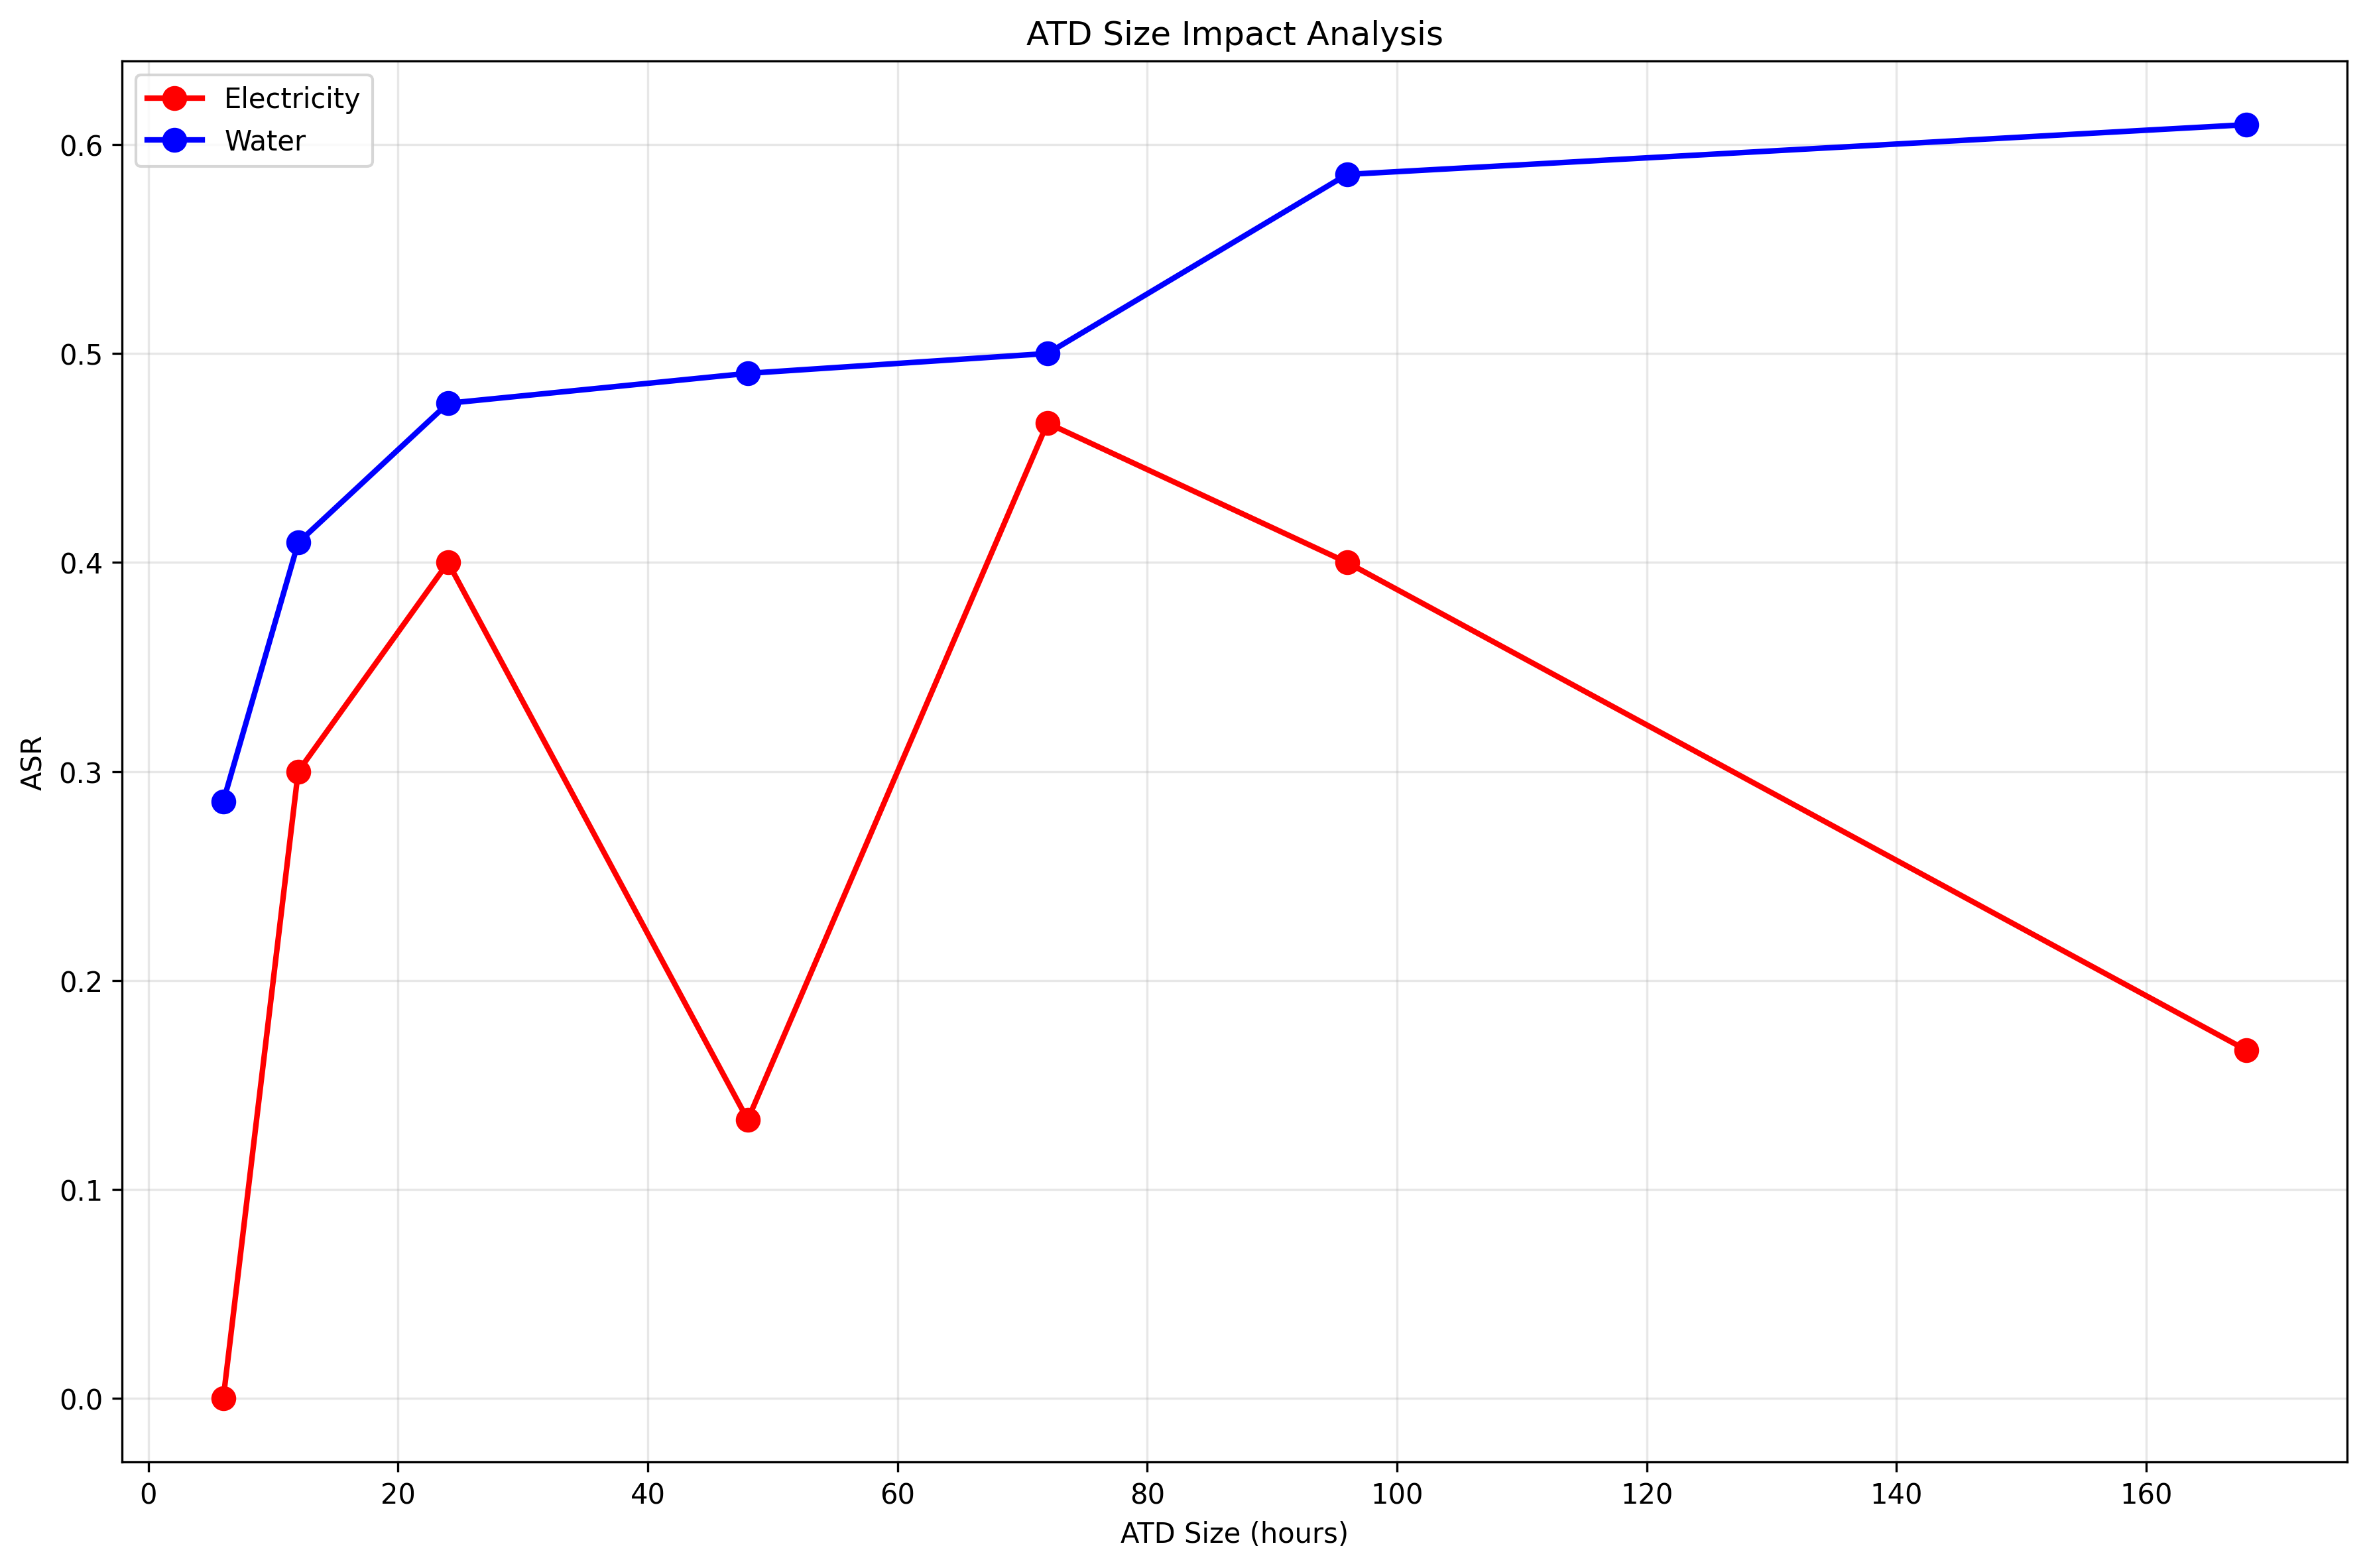 ATD Size Impact Analysis
Electricity
Water
0.6
0.5
0.4
0.3
0.2
0.1
0.0
ASR
0 20 40 60 80 100 120 140 160
ATD Size (hours)